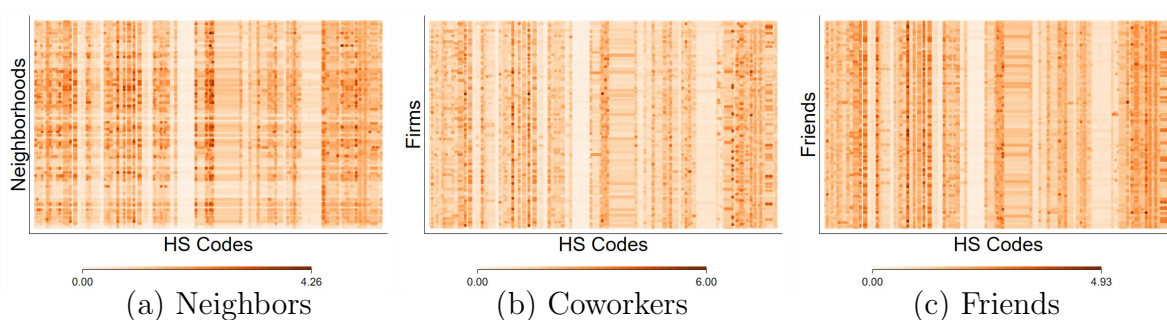 Neighborhoods
HS Codes
0.00 4.26
(a) Neighbors
Firms
HS Codes
0.00 6.00
(b) Coworkers
Friends
HS Codes
0.00 4.93
(c) Friends